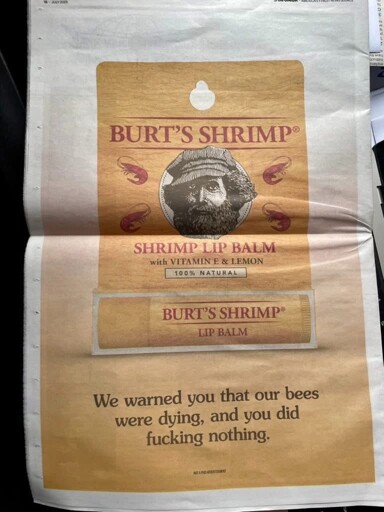 BURT'S SHRIMP®
SHRIMP LIP BALM
with VITAMIN E & LEMON
100% NATURAL
BURT'S SHRIMP®
LIP BALM
We warned you that our bees
were dying, and you did
fucking nothing.